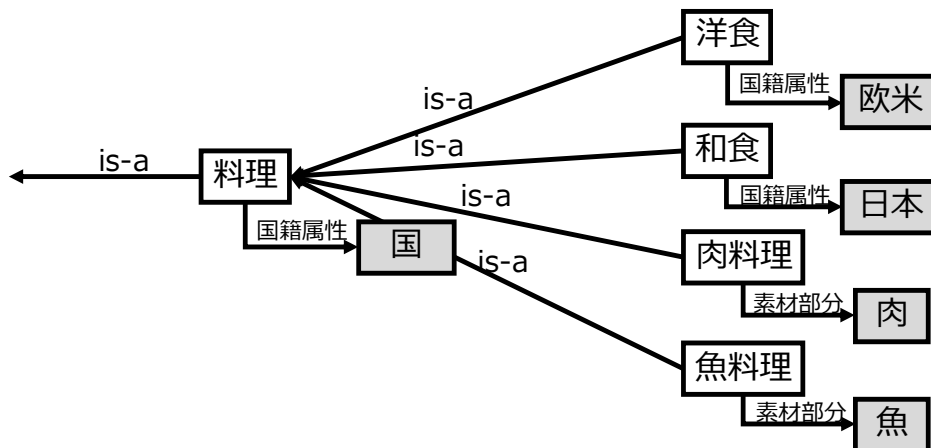 洋食
国籍属性
欧米
is-a
和食
is-a
国籍属性
日本
is-a
料理
is-a
国籍属性
国
肉料理
is-a
素材部分
肉
魚料理
素材部分
魚